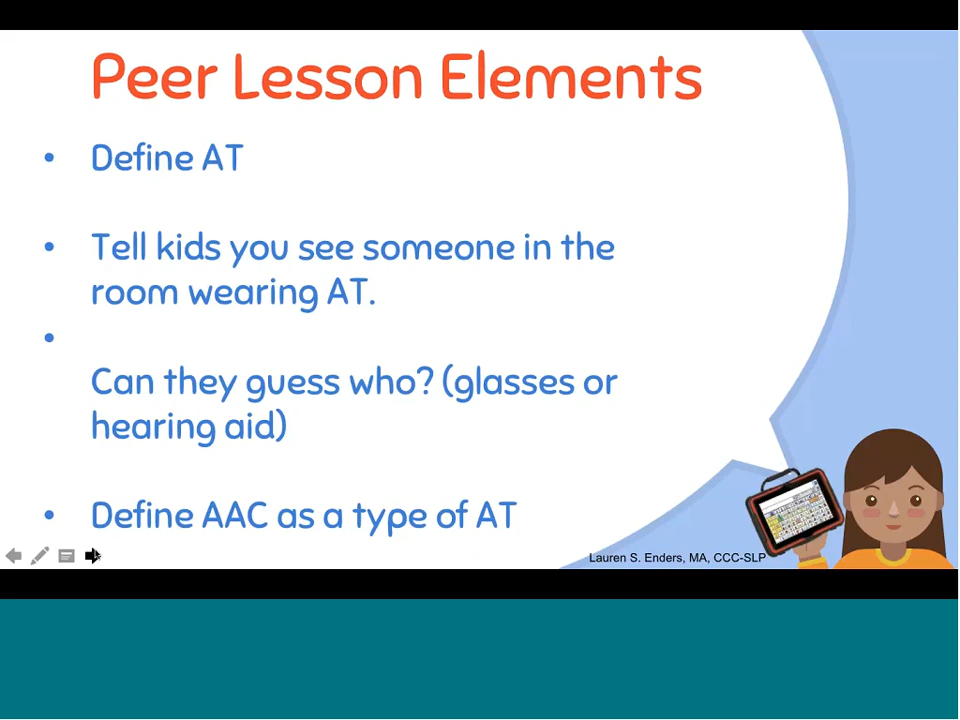 Peer Lesson Elements
• Define AT
• Tell kids you see someone in the
room wearing AT.
•
Can they guess who? (glasses or
hearing aid)
• Define AAC as a type of AT
Lauren S. Enders, MA, CCC-SLP